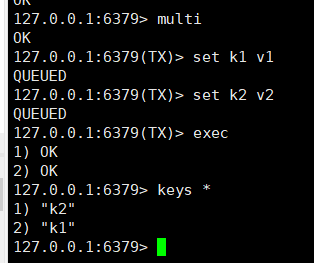 OK
127.0.0.1:6379> multi
OK
127.0.0.1:6379(TX)> set k1 v1
QUEUED
127.0.0.1:6379(TX)> set k2 v2
QUEUED
127.0.0.1:6379(TX)> exec
1) OK
2) OK
127.0.0.1:6379> keys *
1) "k2"
2) "k1"
127.0.0.1:6379>